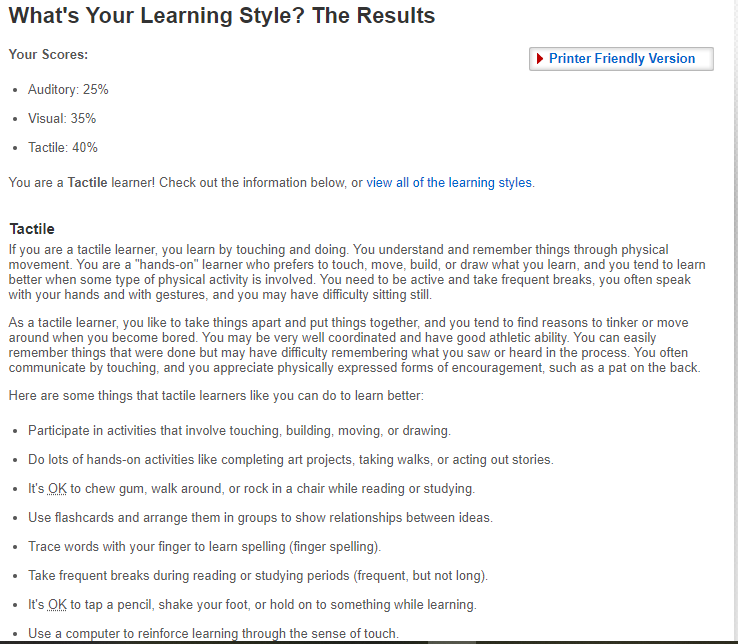 What's Your Learning Style? The Results
Your Scores:
Printer Friendly Version
• Auditory: 25%
• Visual: 35%
• Tactile: 40%
You are a Tactile learner! Check out the information below, or view all of the learning styles.
Tactile
If you are a tactile learner, you learn by touching and doing. You understand and remember things through physical
movement. You are a "hands-on" learner who prefers to touch, move, build, or draw what you learn, and you tend to learn
better when some type of physical activity is involved. You need to be active and take frequent breaks, you often speak
with your hands and with gestures, and you may have difficulty sitting still.
As a tactile learner, you like to take things apart and put things together, and you tend to find reasons to tinker or move
around when you become bored. You may be very well coordinated and have good athletic ability. You can easily
remember things that were done but may have difficulty remembering what you saw or heard in the process. You often
communicate by touching, and you appreciate physically expressed forms of encouragement, such as a pat on the back.
Here are some things that tactile learners like you can do to learn better:
• Participate in activities that involve touching, building, moving, or drawing.
• Do lots of hands-on activities like completing art projects, taking walks, or acting out stories.
• It's OK to chew gum, walk around, or rock in a chair while reading or studying.
• Use flashcards and arrange them in groups to show relationships between ideas.
• Trace words with your finger to learn spelling (finger spelling).
• Take frequent breaks during reading or studying periods (frequent, but not long).
• It's OK to tap a pencil, shake your foot, or hold on to something while learning.
• Use a computer to reinforce learning through the sense of touch.